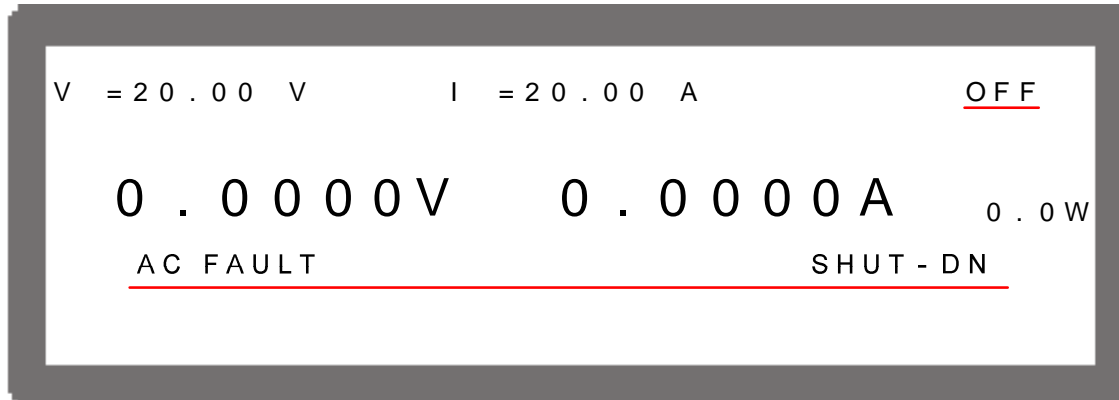 V =20.00 V I =20.00 A OFF
0.0000V 0.0000A 0.0W
AC FAULT SHUT-DN